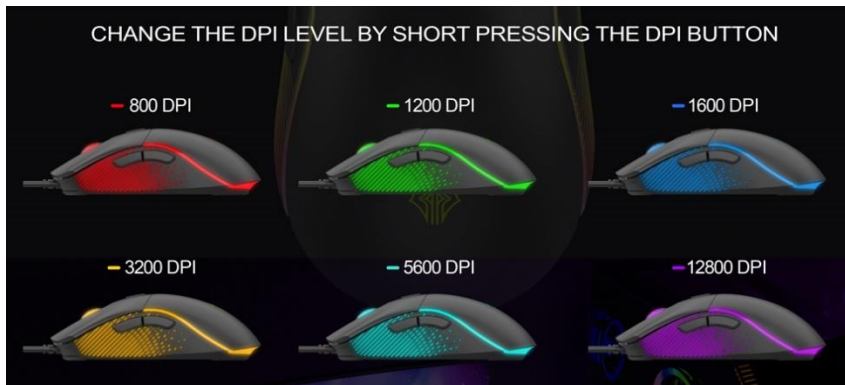 CHANGE THE DPI LEVEL BY SHORT PRESSING THE DPI BUTTON
800 DPI
1200 DPI
1600 DPI
3200 DPI
5600 DPI
12800 DPI